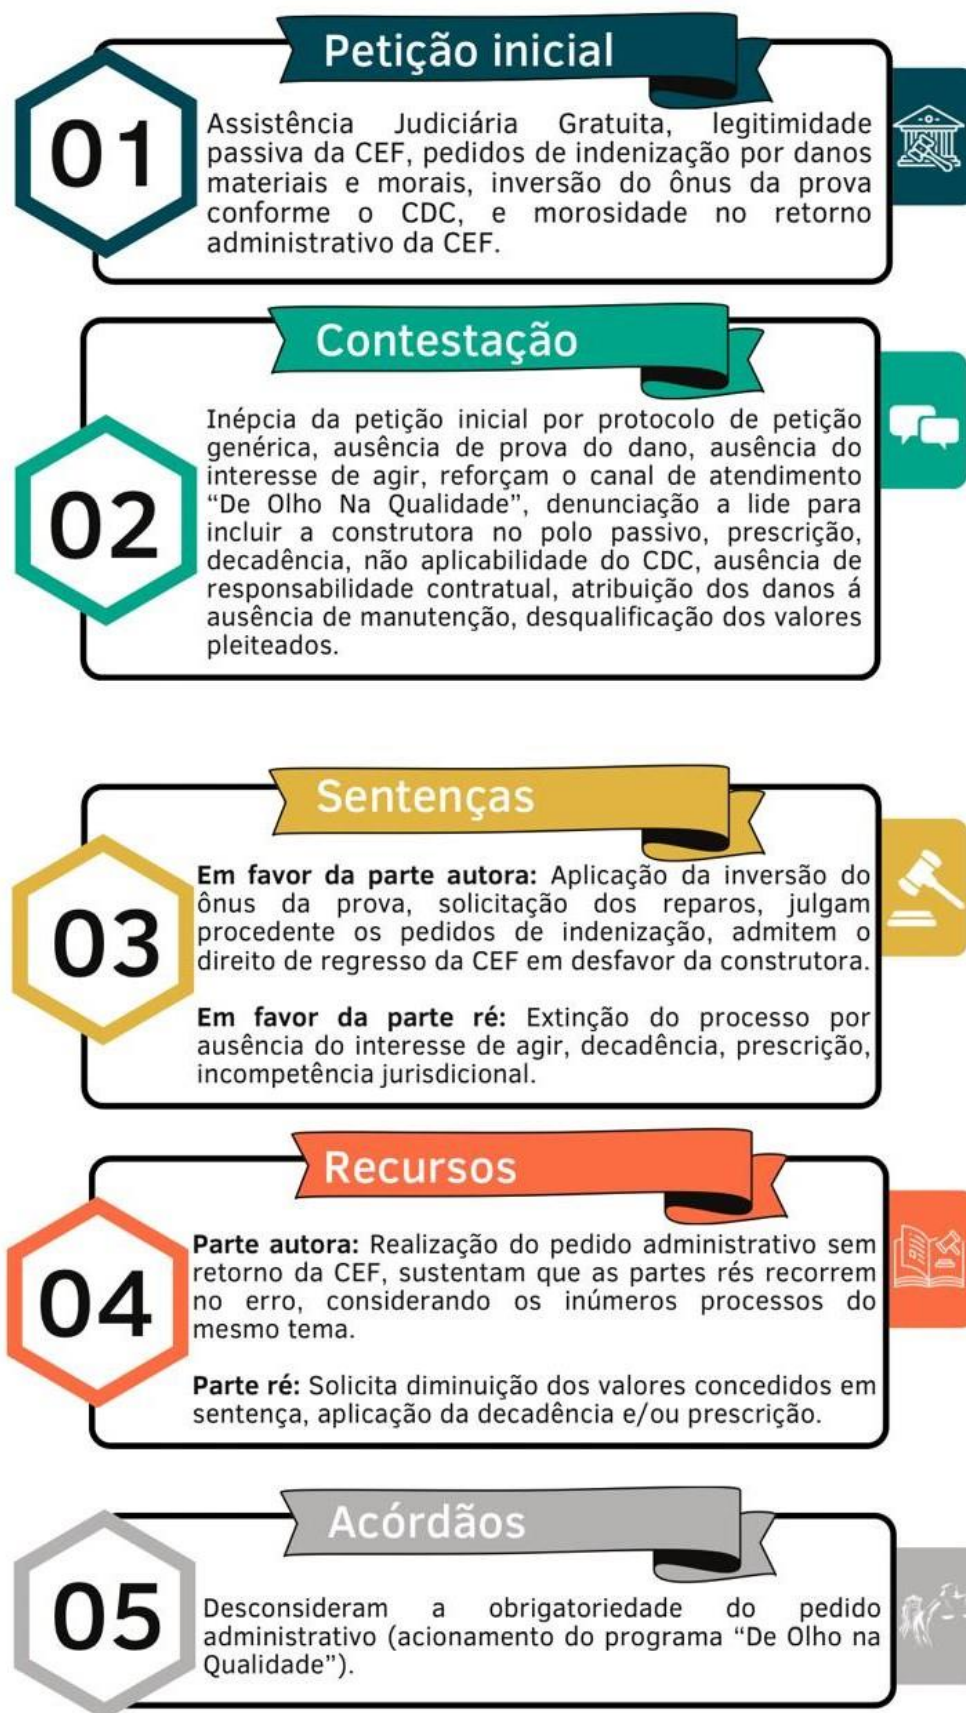 Petição inicial
01
Assistência Judiciária Gratuita, legitimidade
passiva da CEF, pedidos de indenização por danos
materiais e morais, inversão do ônus da prova
conforme o CDC, e morosidade no retorno
administrativo da CEF.
Contestação
02
Inépcia da petição inicial por protocolo de petição
genérica, ausência de prova do dano, ausência do
interesse de agir, reforçam o canal de atendimento
“De Olho Na Qualidade”, denunciação a lide para
incluir a construtora no polo passivo, prescrição,
decadência, não aplicabilidade do CDC, ausência de
responsabilidade contratual, atribuição dos danos á
ausência de manutenção, desqualificação dos valores
pleiteados.
Sentenças
03
Em favor da parte autora: Aplicação da inversão do
ônus da prova, solicitação dos reparos, julgam
procedente os pedidos de indenização, admitem o
direito de regresso da CEF em desfavor da construtora.
Em favor da parte ré: Extinção do processo por
ausência do interesse de agir, decadência, prescrição,
incompetência jurisdicional.
Recursos
04
Parte autora: Realização do pedido administrativo sem
retorno da CEF, sustentam que as partes rés recorrem
no erro, considerando os inúmeros processos do
mesmo tema.
Parte ré: Solicita diminuição dos valores concedidos em
sentença, aplicação da decadência e/ou prescrição.
Acórdãos
05
Desconsideram a obrigatoriedade do pedido
administrativo (acionamento do programa “De Olho na
Qualidade”).